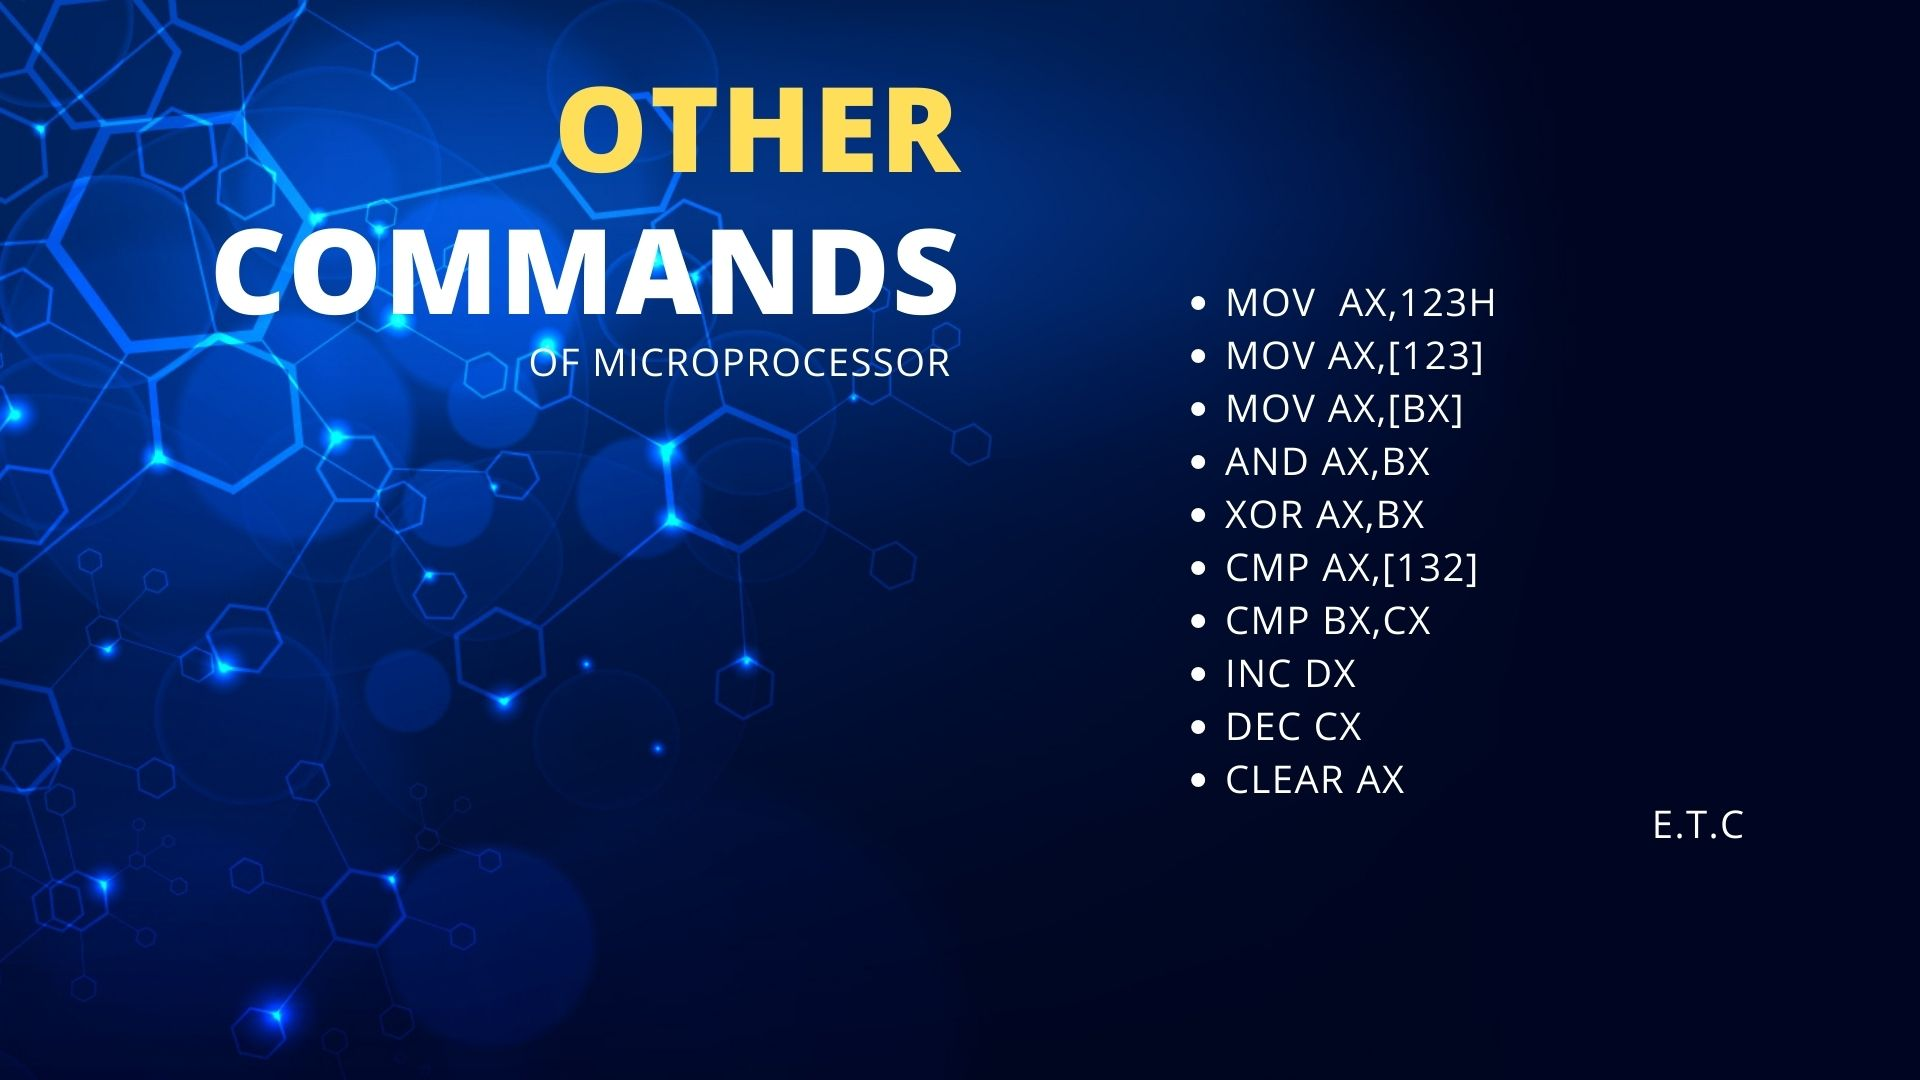 OTHER
COMMANDS
OF MICROPROCESSOR
• MOV  AX,123H
• MOV AX,[123]
• MOV AX,[BX]
• AND AX,BX
• XOR AX,BX
• CMP AX,[132]
• CMP BX,CX
• INC DX
• DEC CX
• CLEAR AX
E.T.C